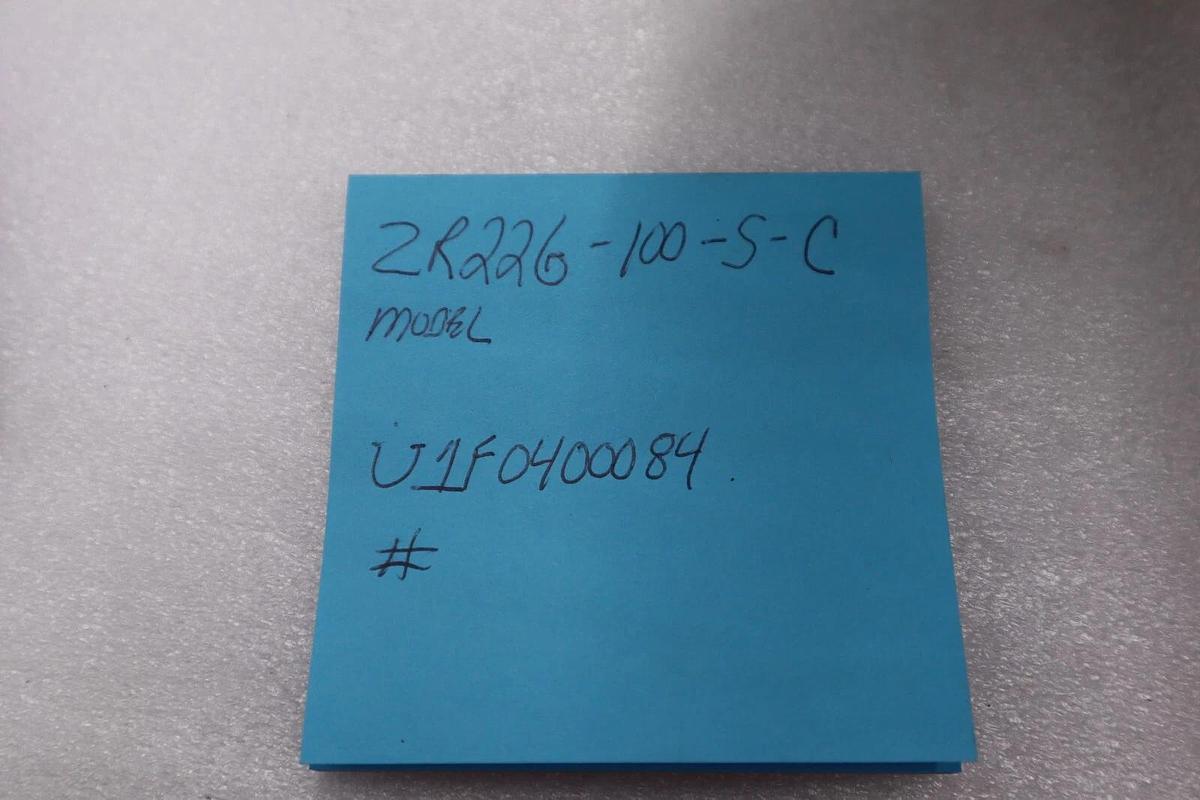 ZR226-100-S-C
MODEL
U1F0400084.
#